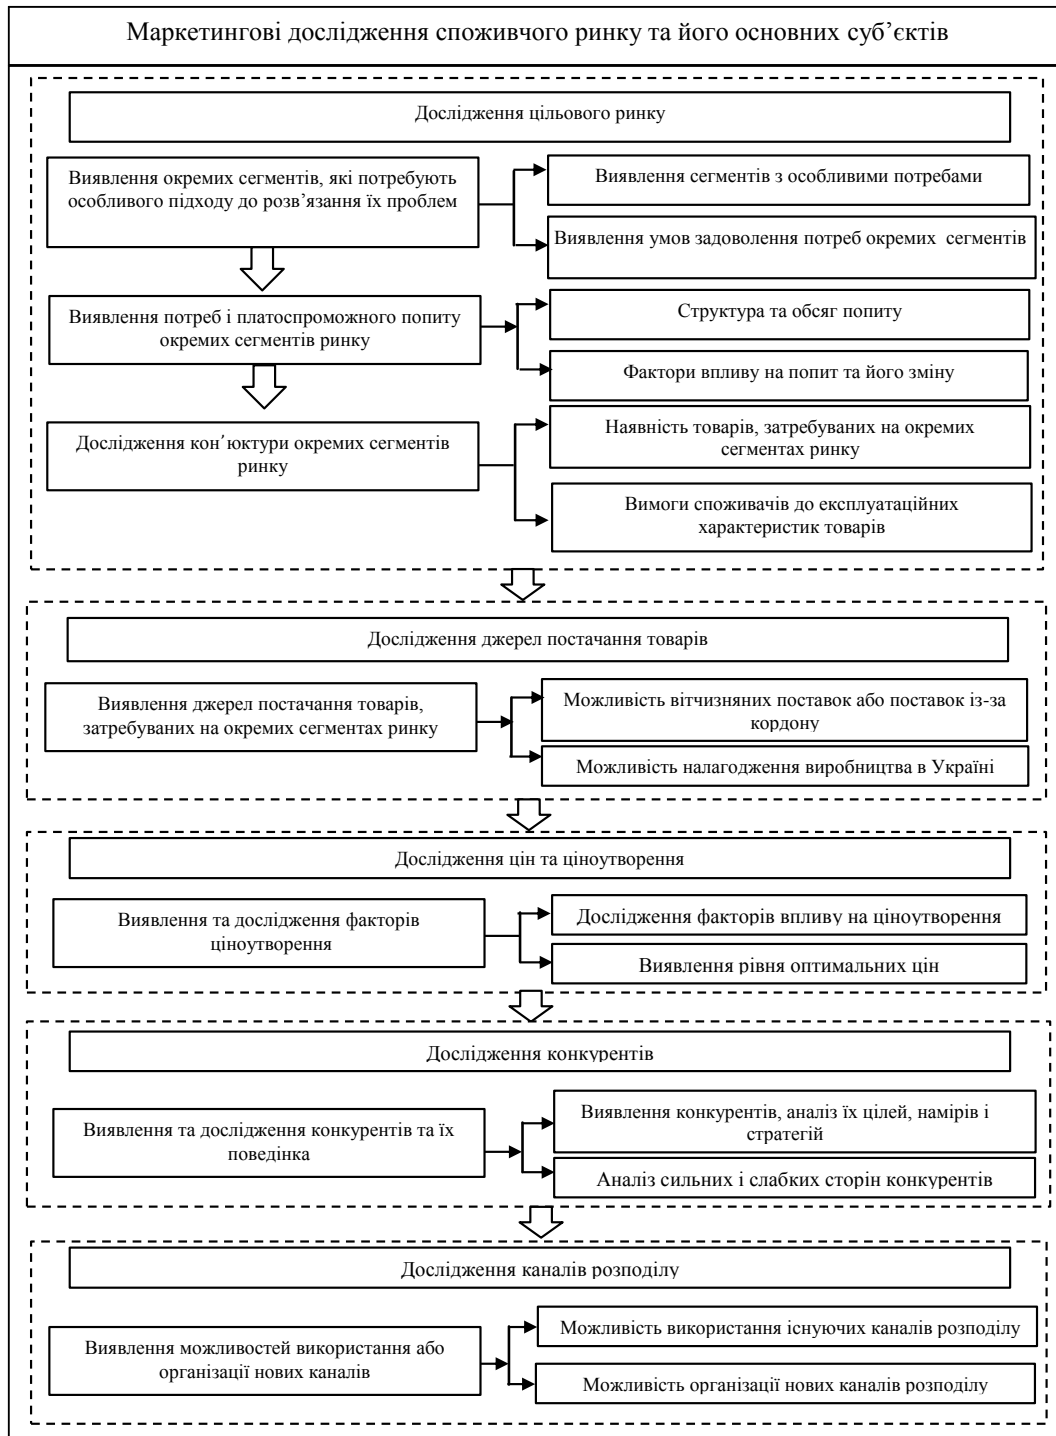 Маркетингові дослідження споживчого ринку та його основних суб’єктів
Дослідження цільового ринку
Виявлення окремих сегментів, які потребують
особливого підходу до розв’язання їх проблем
Виявлення сегментів з особливими потребами
Виявлення умов задоволення потреб окремих сегментів
Виявлення потреб і платоспроможного попиту
окремих сегментів ринку
Структура та обсяг попиту
Фактори впливу на попит та його зміну
Дослідження кон′юктури окремих сегментів
ринку
Наявність товарів, затребуваних на окремих
сегментах ринку
Вимоги споживачів до експлуатаційних
характеристик товарів
Дослідження джерел постачання товарів
Виявлення джерел постачання товарів,
затребуваних на окремих сегментах ринку
Можливість вітчизняних поставок або поставок із-за
кордону
Можливість налагодження виробництва в Україні
Дослідження цін та ціноутворення
Виявлення та дослідження факторів
ціноутворення
Дослідження факторів впливу на ціноутворення
Виявлення рівня оптимальних цін
Дослідження конкурентів
Виявлення та дослідження конкурентів та їх
поведінка
Виявлення конкурентів, аналіз їх цілей, намірів і
стратегій
Аналіз сильних і слабких сторін конкурентів
Дослідження каналів розподілу
Виявлення можливостей використання або
організації нових каналів
Можливість використання існуючих каналів розподілу
Можливість організації нових каналів розподілу